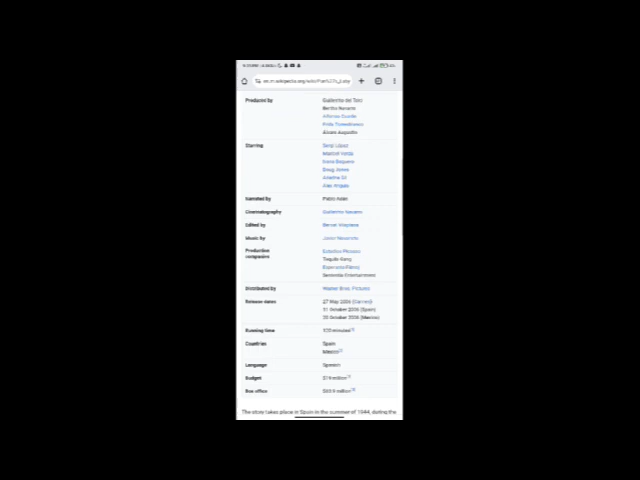 Produced by
Guillermo del Toro
Bertha Navarro
Alfonso Cuarón
Frida Torresblanco
Álvaro Augustin
Starring
Sergi López
Maribel Verdú
Ivana Baquero
Doug Jones
Ariadna Gil
Álex Angulo
Narrated by Pablo Adán
Cinematography Guillermo Navarro
Edited by Bernat Vilaplana
Music by Javier Navarrete
Production companies
Estudios Picasso
Tequila Gang
Esperanto Filmoj
Sententia Entertainment
Distributed by Warner Bros. Pictures
Release dates
27 May 2006 (Cannes)
11 October 2006 (Spain)
20 October 2006 (Mexico)
Running time
Countries
Spain
Mexico
Language Spanish
Budget
Box office
The story takes place in Spain in the summer of 1944, during the